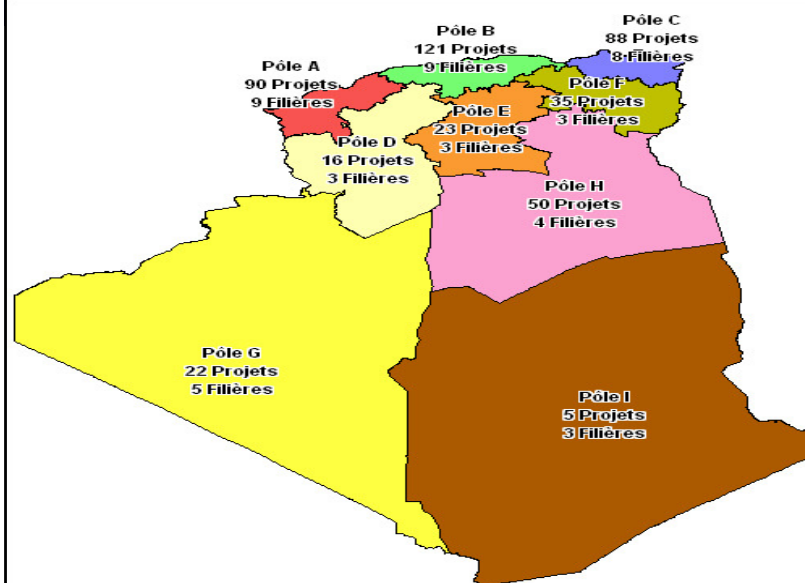 Pôle A
90 Projets
9 Filières
Pôle B
121 Projets
9 Filières
Pôle C
88 Projets
8 Filières
Pôle D
16 Projets
3 Filières
Pôle E
23 Projets
3 Filières
Pôle F
35 Projets
3 Filières
Pôle H
50 Projets
4 Filières
Pôle G
22 Projets
5 Filières
Pôle I
5 Projets
3 Filières